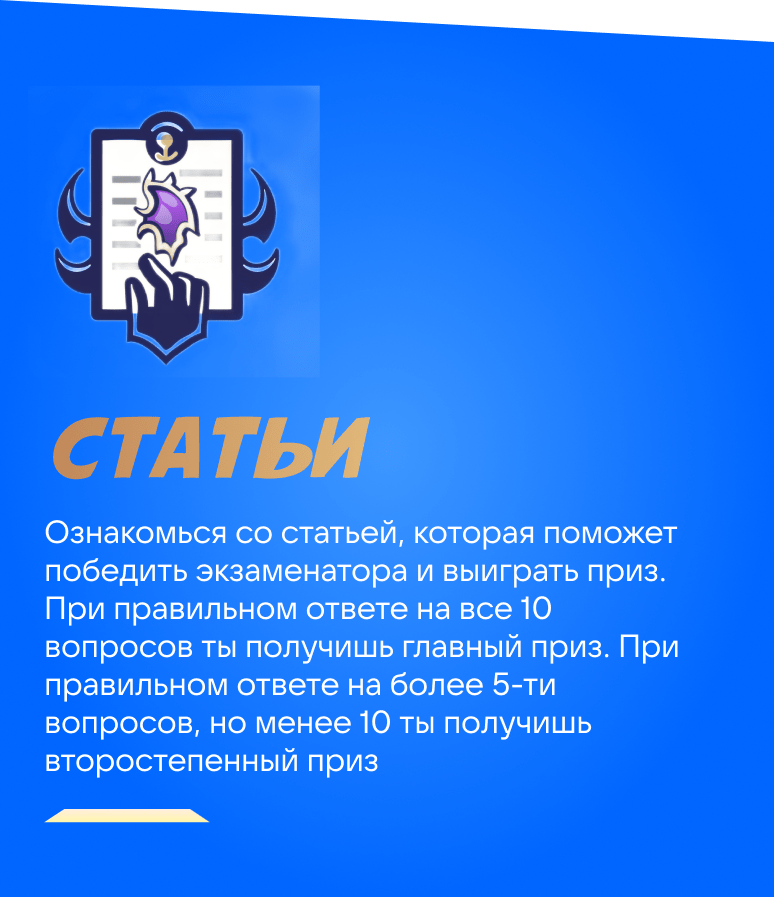 СТАТЬИ
Ознакомься со статьей, которая поможет
победить экзаменатора и выиграть приз.
При правильном ответе на все 10
вопросов ты получишь главный приз. При
правильном ответе на более 5-ти
вопросов, но менее 10 ты получишь
второстепенный приз